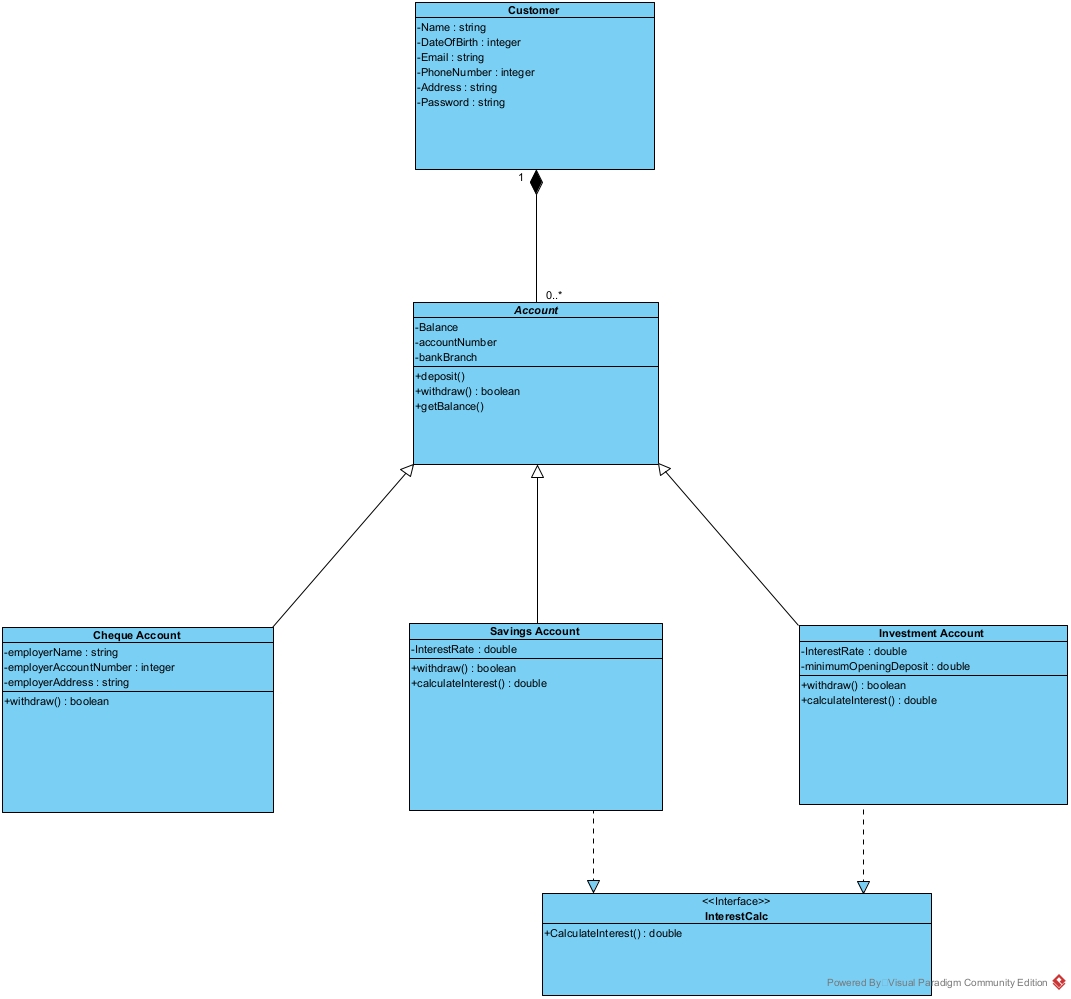 Customer
-Name : string
-DateOfBirth : integer
-Email : string
-PhoneNumber : integer
-Address : string
-Password : string
1
0..*
Account
-Balance
-accountNumber
-bankBranch
+deposit()
+withdraw() : boolean
+getBalance()
Cheque Account
-employerName : string
-employerAccountNumber : integer
-employerAddress : string
+withdraw() : boolean
Savings Account
-InterestRate : double
+withdraw() : boolean
+calculateInterest() : double
Investment Account
-InterestRate : double
-minimumOpeningDeposit : double
+withdraw() : boolean
+calculateInterest() : double
<<Interface>>
InterestCalc
+CalculateInterest() : double
Powered By Visual Paradigm Community Edition